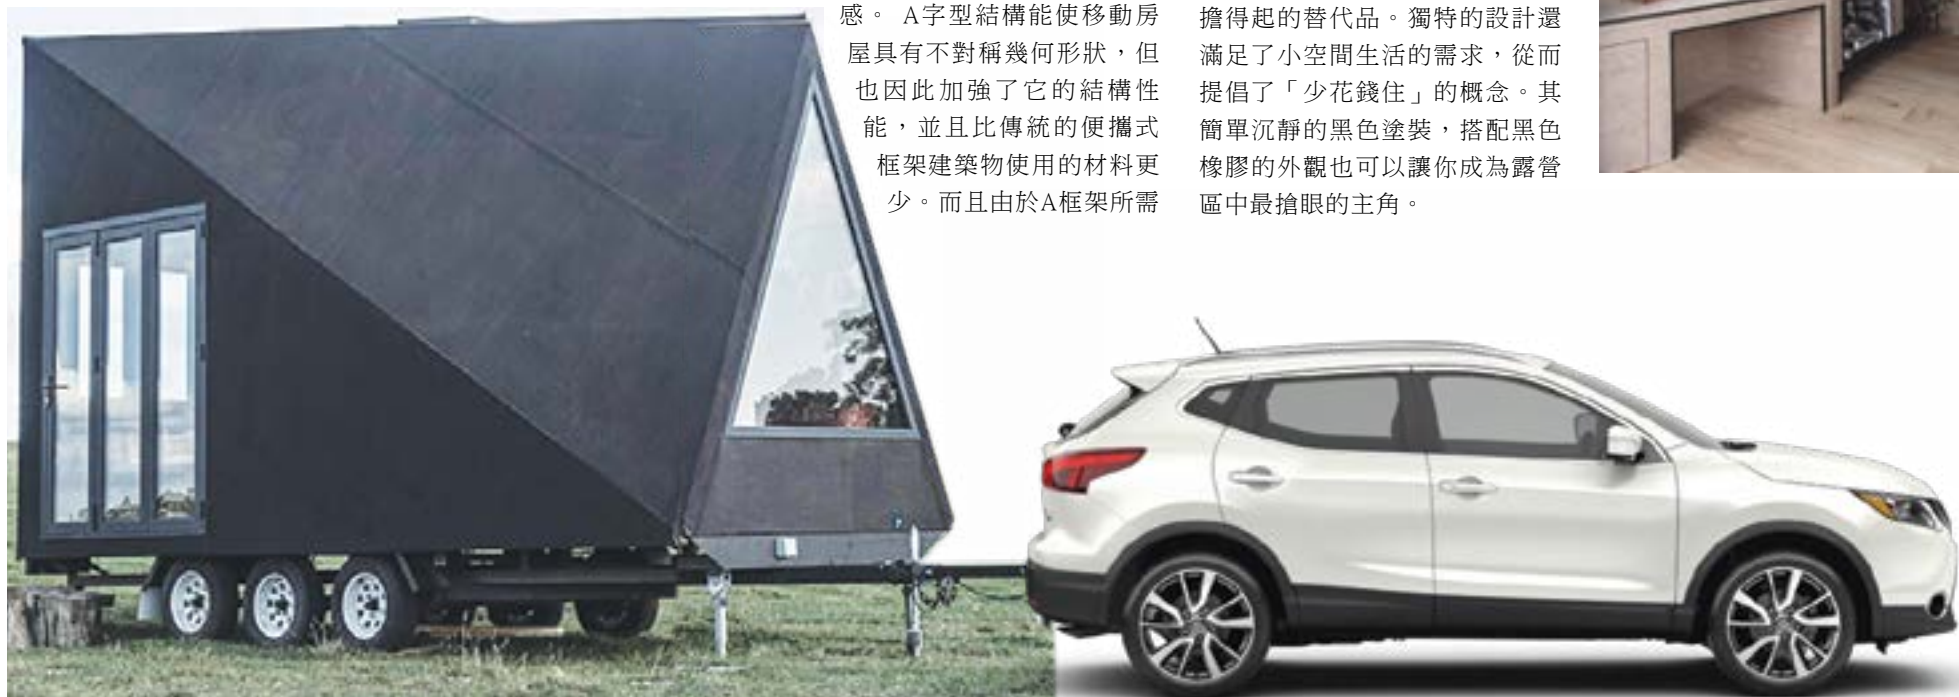 感。 A字型結構能使移動房
屋具有不對稱幾何形狀，但
也因此加強了它的結構性
能，並且比傳統的便攜式
框架建築物使用的材料更
少。而且由於A框架所需
擔得起的替代品。獨特的設計還
滿足了小空間生活的需求，從而
提倡了「少花錢住」的概念。其
簡單沉靜的黑色塗裝，搭配黑色
橡膠的外觀也可以讓你成為露營
區中最搶眼的主角。